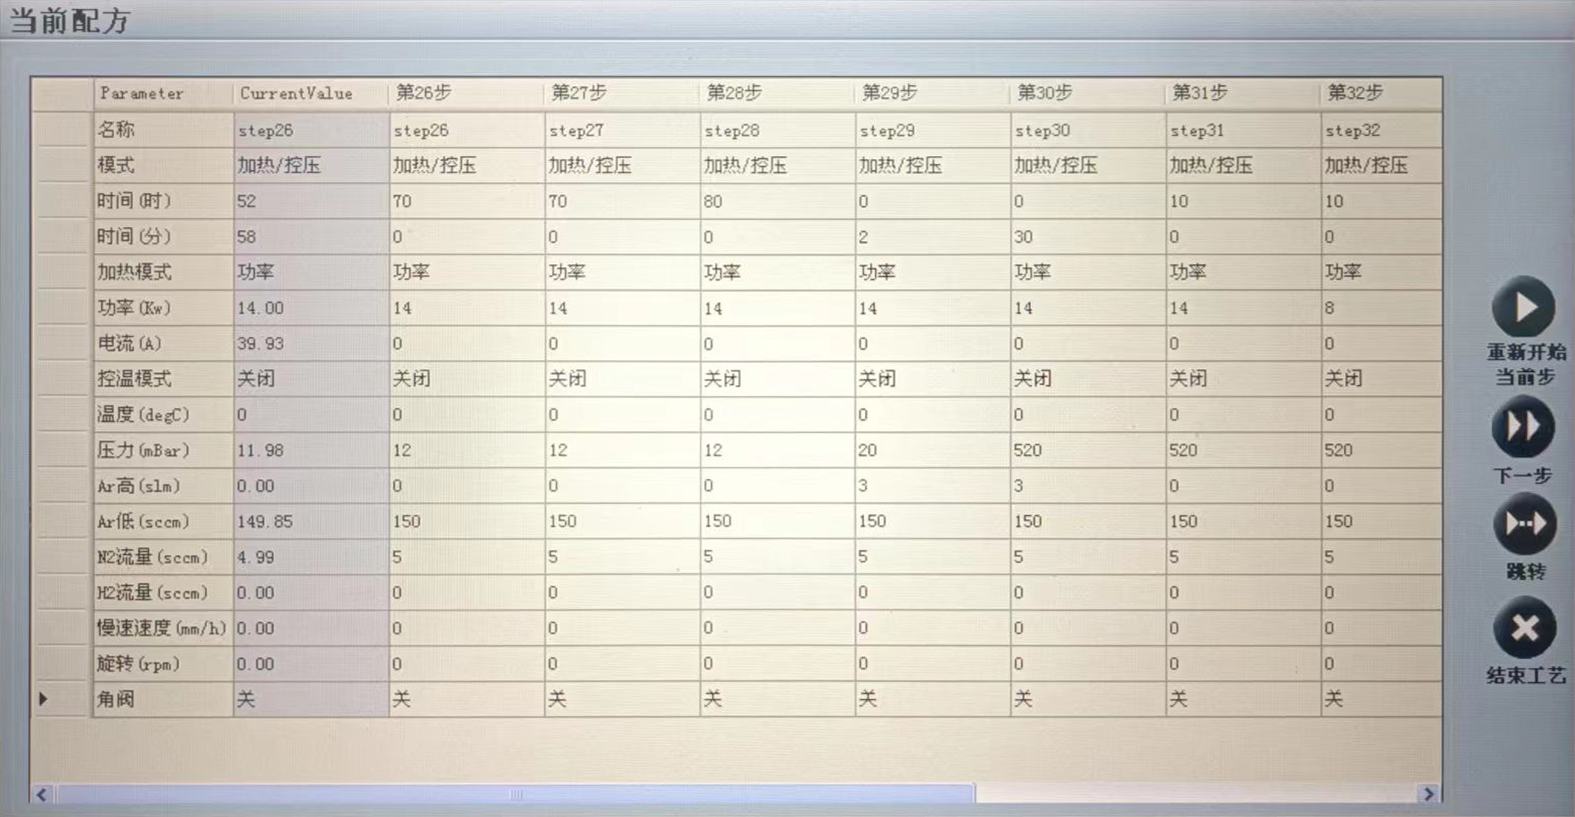 当前配方
Parameter CurrentValue 第26步 第27步 第28步 第29步 第30步 第31步 第32步
名称 step26 step26 step27 step28 step29 step30 step31 step32
模式 加热/控压 加热/控压 加热/控压 加热/控压 加热/控压 加热/控压 加热/控压 加热/控压
时间(时) 52 70 70 80 0 0 10 10
时间(分) 58 0 0 0 2 30 0 0
加热模式 功率 功率 功率 功率 功率 功率 功率 功率
功率(Kw) 14.00 14 14 14 14 14 14 8
电流(A) 39.93 0 0 0 0 0 0 0
控温模式 关闭 关闭 关闭 关闭 关闭 关闭 关闭 关闭
温度(degC) 0 0 0 0 0 0 0 0
压力(mBar) 11.98 12 12 12 20 520 520 520
Ar高(slm) 0.00 0 0 0 3 3 0 0
Ar低(sccm) 149.85 150 150 150 150 150 150 150
N2流量(sccm) 4.99 5 5 5 5 5 5 5
H2流量(sccm) 0.00 0 0 0 0 0 0 0
慢速速度(mm/h) 0.00 0 0 0 0 0 0 0
旋转(rpm) 0.00 0 0 0 0 0 0 0
角阀 关 关 关 关 关 关 关 关
重新开始
当前步
下一步
跳转
结束工艺